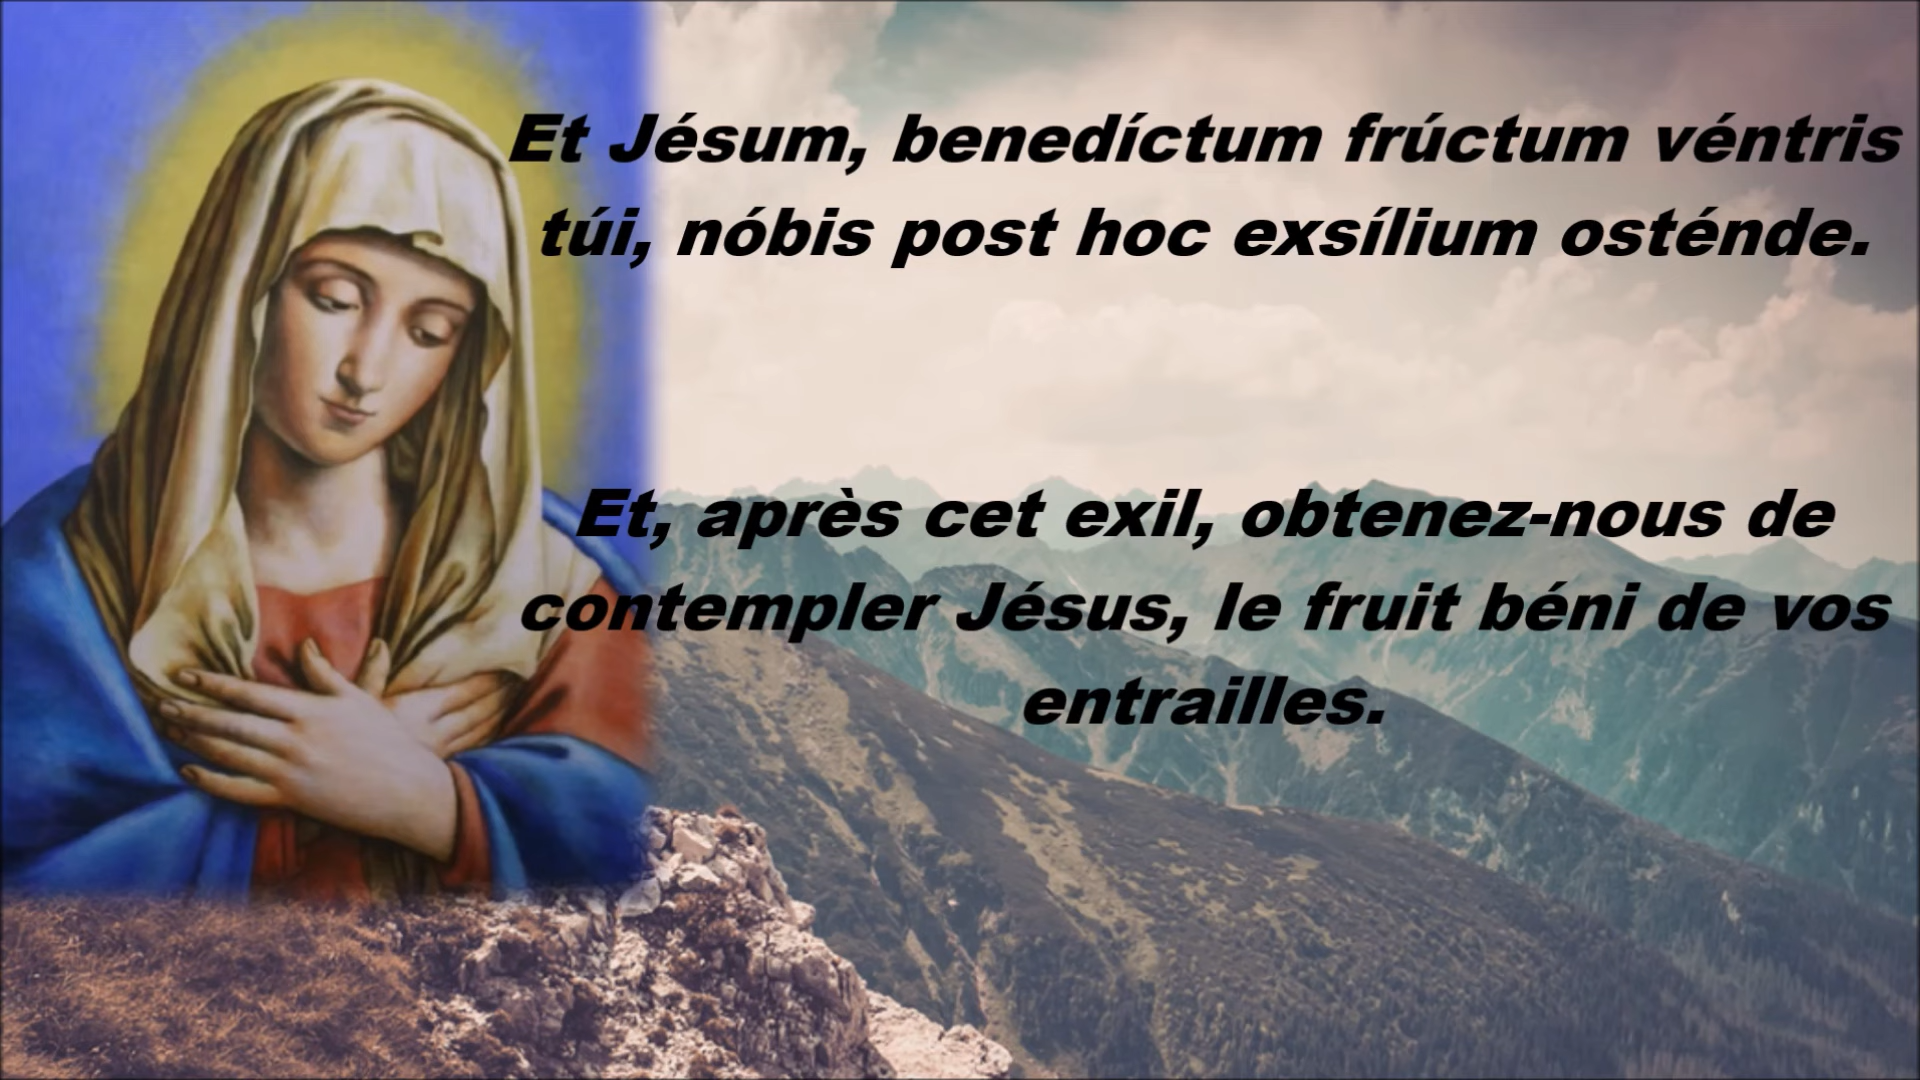 Et Jésum, benedíctum frúctum véntris
túi, nóbis post hoc exsílium osténde.
Et, après cet exil, obtenez-nous de
contempler Jésus, le fruit béni de vos
entrailles.